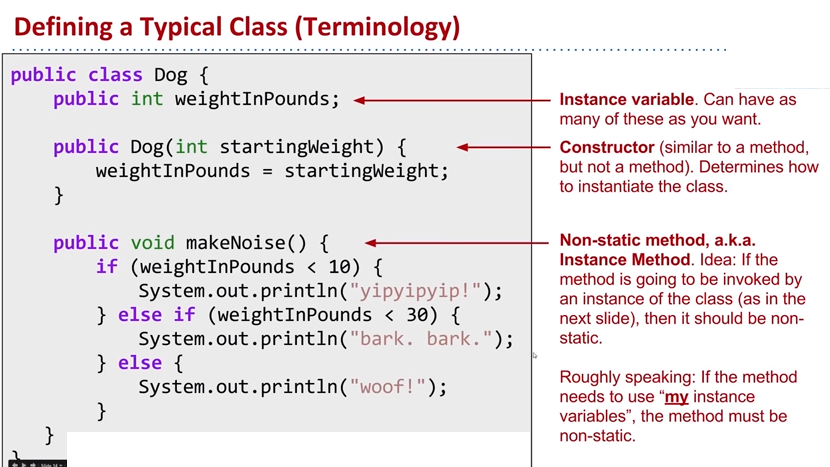 Defining a Typical Class (Terminology)
public class Dog {
public int weightInPounds;
public Dog(int startingWeight) {
weightInPounds = startingWeight;
}
public void makeNoise() {
if (weightInPounds < 10) {
System.out.println("yipyipyip!");
} else if (weightInPounds < 30) {
System.out.println("bark. bark.");
} else {
System.out.println("woof!");
}
}
}
Instance variable. Can have as
many of these as you want.
Constructor (similar to a method,
but not a method). Determines how
to instantiate the class.
Non-static method, a.k.a.
Instance Method. Idea: If the
method is going to be invoked by
an instance of the class (as in the
next slide), then it should be non-
static.
Roughly speaking: If the method
needs to use “my instance
variables”, the method must be
non-static.